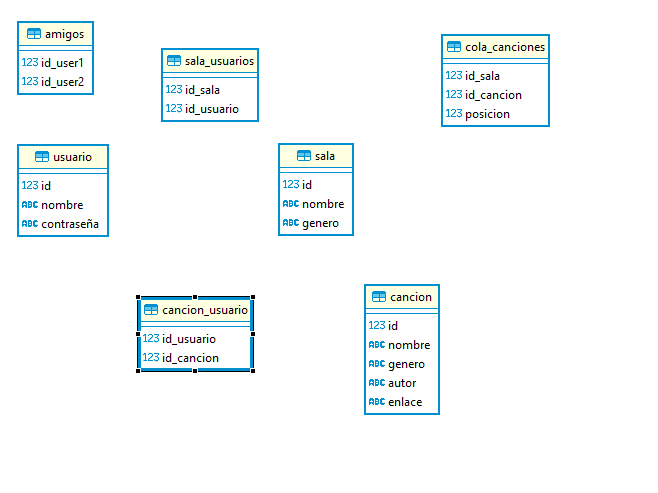 amigos
123 id_user1
123 id_user2
sala_usuarios
123 id_sala
123 id_usuario
cola_canciones
123 id_sala
123 id_cancion
123 posicion
usuario
123 id
ABC nombre
ABC contraseña
sala
123 id
ABC nombre
ABC genero
cancion_usuario
123 id_usuario
123 id_cancion
cancion
123 id
ABC nombre
ABC genero
ABC autor
ABC enlace